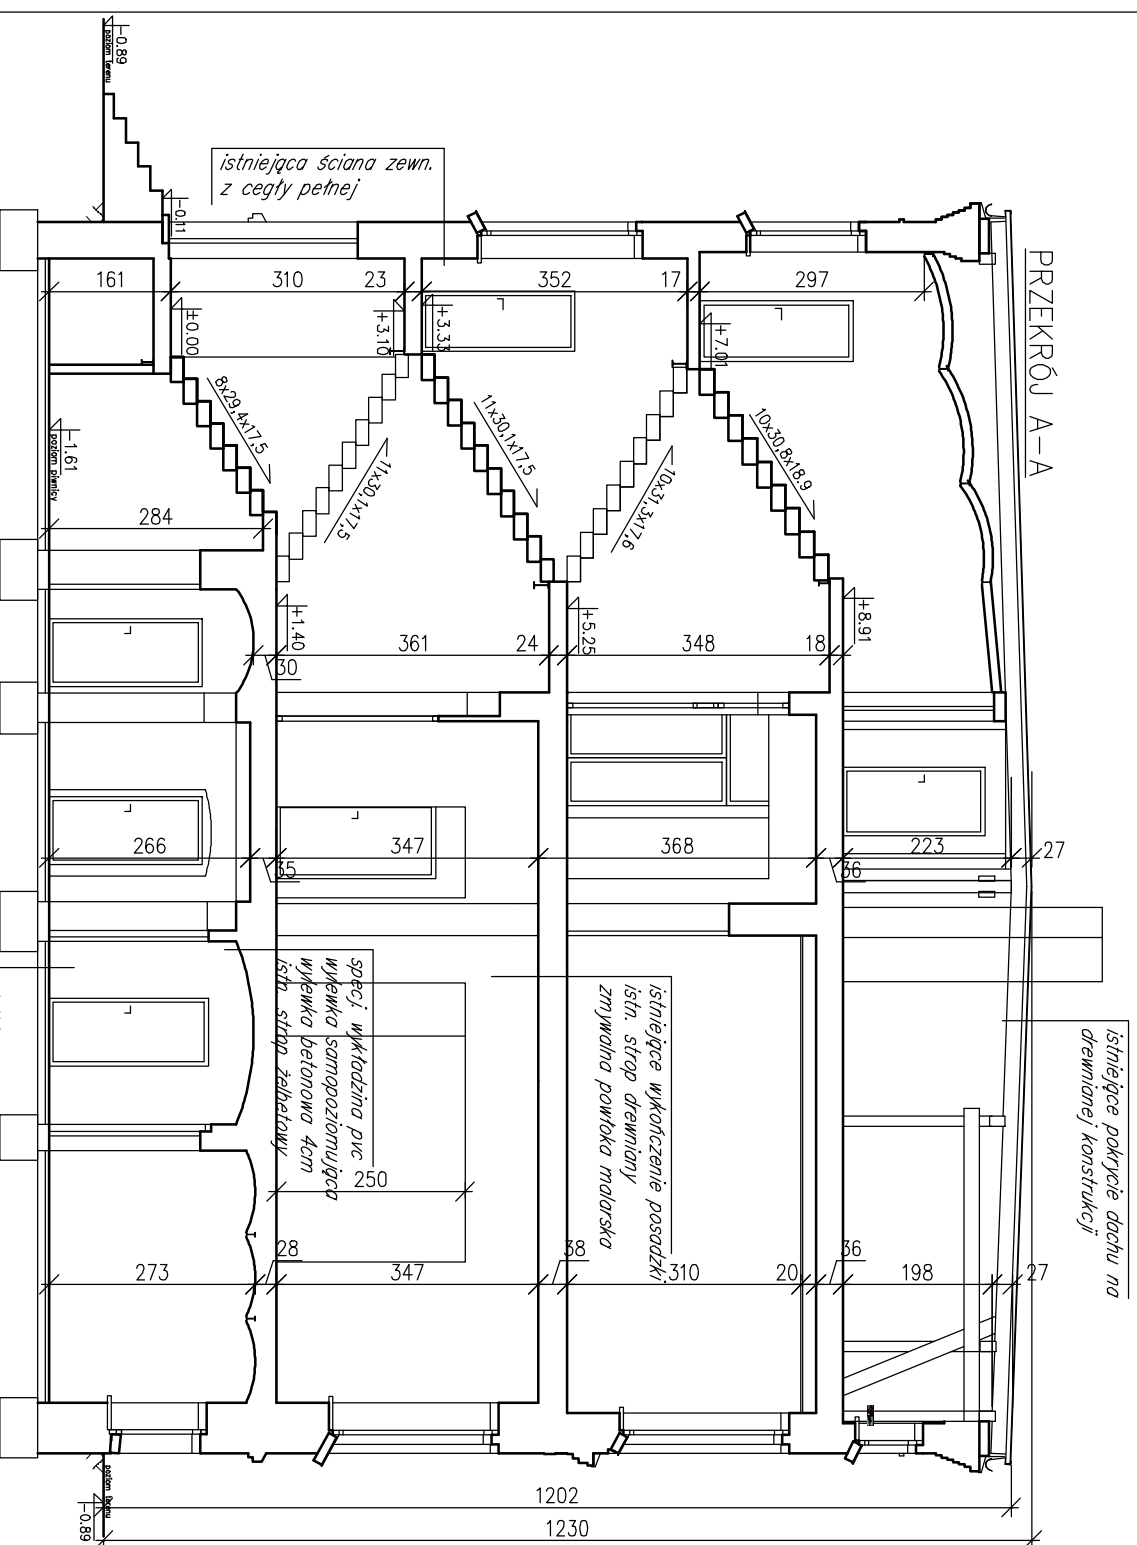 PRZEKRÓJ A-A
istniejące pokrycie dachu na
drewnianej konstrukcji
istniejąca ściana zewn.
z cegły pełnej
-0.89
poziom terenu
-0.11
161
310
23
352
17
297
±0.00
+3.10
+3.33
+7.01
8x29,4x17.5
11x30,1x17,5
11x30,1x17,5
10x31,3x17,6
10x30,8x18.9
-1.61
poziom piwnicy
284
30
+1.40
361
24
+5.25
348
18
+8.91
266
35
347
368
36
223
27
specj. wykładzina pvc
wylewka samopoziomująca
wylewka betonowa 4cm
istn. strop żelbetowy
istniejące wykończenie posadzki
istn. strop drewniany
zmywalna powłoka malarska
250
273
28
347
38
310
20
36
198
27
poziom terenu
-0.89
1202
1230